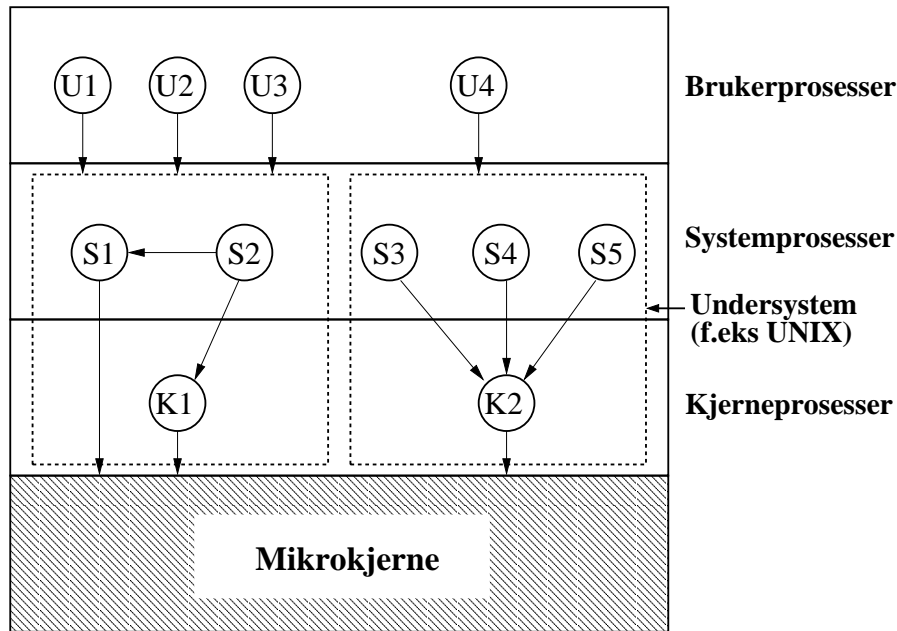 U1 U2 U3 U4
Brukerprosesser
S1 S2 S3 S4 S5
Systemprosesser
Undersystem
(f.eks UNIX)
K1 K2
Kjerneprosesser
Mikrokjerne